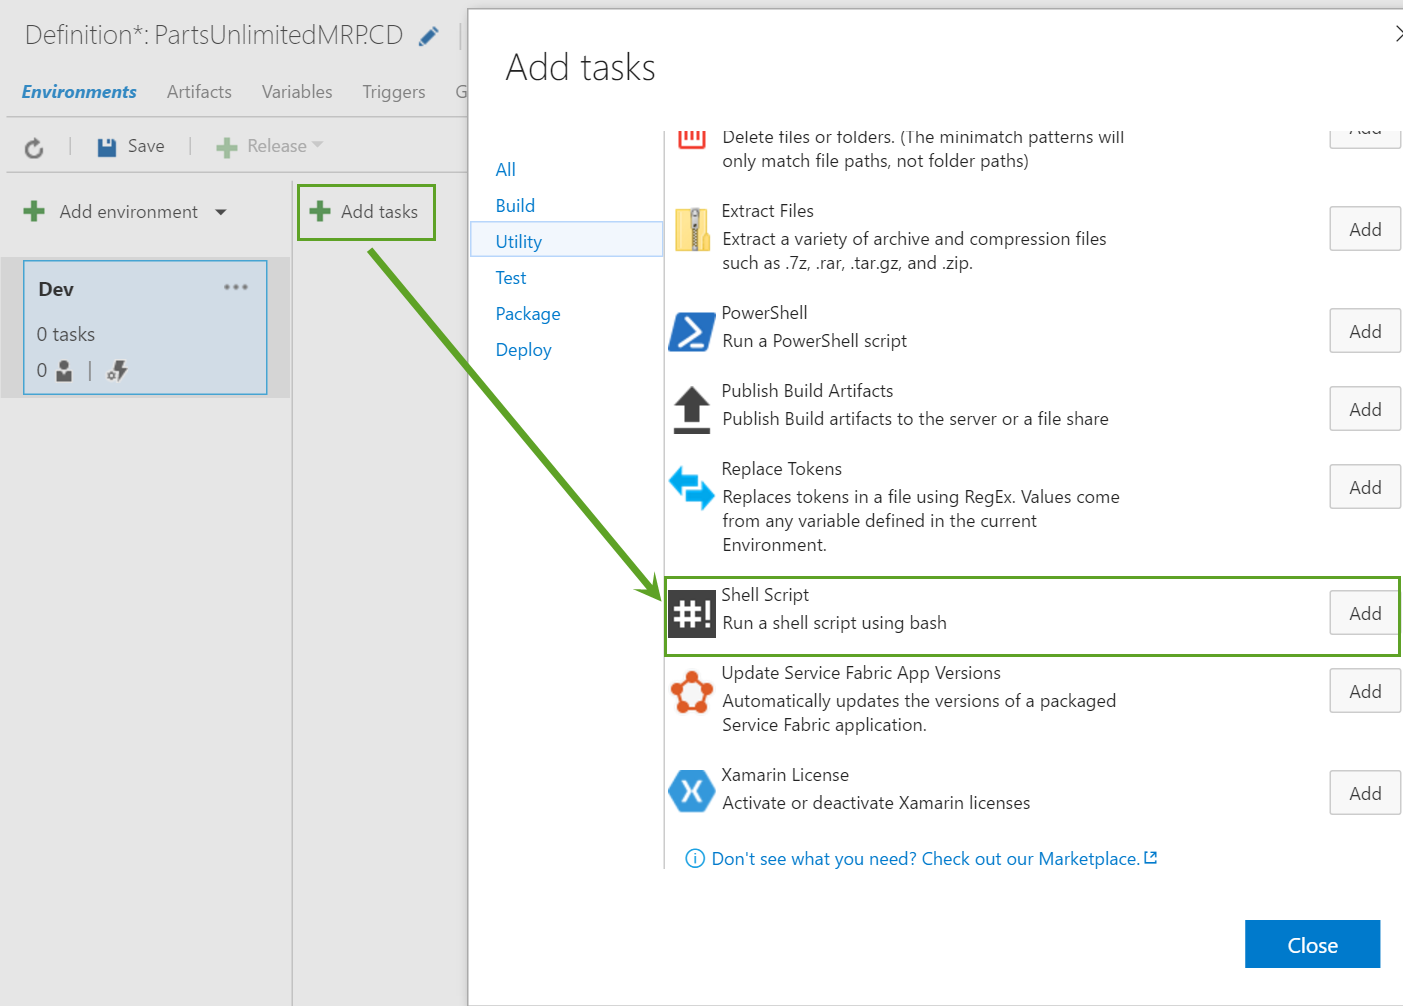 Definition*: PartsUnlimitedMRP.CD
Environments Artifacts Variables Triggers G
Save Release
Add environment Add tasks
Dev
0 tasks
0
Add tasks
All
Build
Utility
Test
Package
Deploy
Delete files or folders. (The minimatch patterns will
only match file paths, not folder paths)
Add
Extract Files
Extract a variety of archive and compression files
such as .7z, .rar, .tar.gz, and .zip.
Add
PowerShell
Run a PowerShell script
Add
Publish Build Artifacts
Publish Build artifacts to the server or a file share
Add
Replace Tokens
Replaces tokens in a file using RegEx. Values come
from any variable defined in the current
Environment.
Add
#!
Shell Script
Run a shell script using bash
Add
Update Service Fabric App Versions
Automatically updates the versions of a packaged
Service Fabric application.
Add
Xamarin License
Activate or deactivate Xamarin licenses
Add
Don't see what you need? Check out our Marketplace.
Close